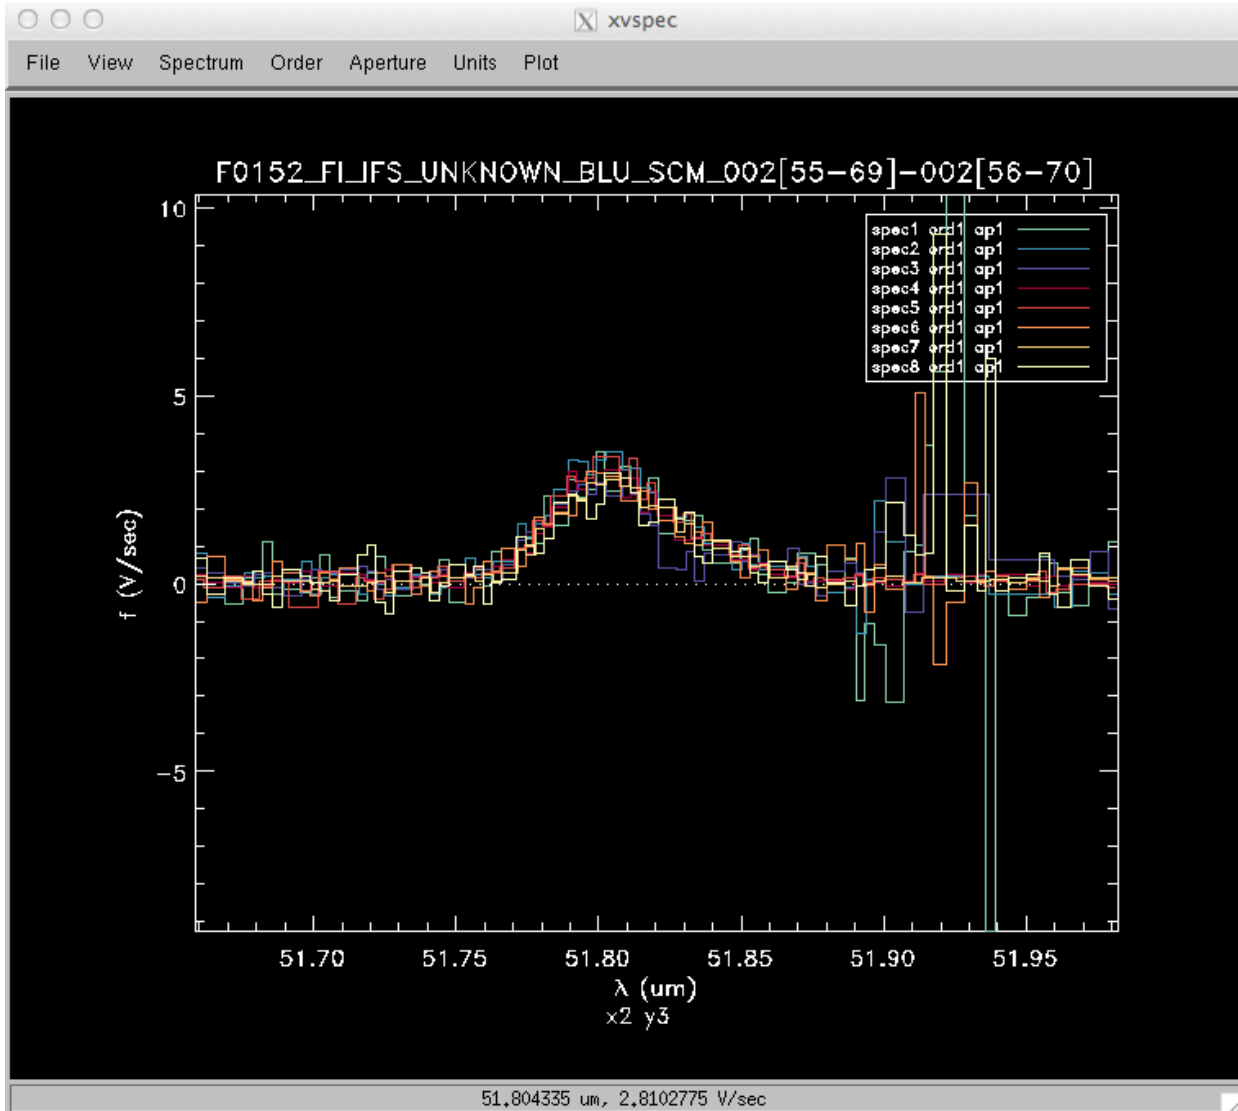 xvspec
File View Spectrum Order Aperture Units Plot
F0152_FI_IFS_UNKNOWN_BLU_SCM_002[55-69]-002[56-70]
spec1 ord1 ap1
spec2 ord1 ap1
spec3 ord1 ap1
spec4 ord1 ap1
spec5 ord1 ap1
spec6 ord1 ap1
spec7 ord1 ap1
spec8 ord1 ap1
10
5
0
-5
f (V/sec)
51.70 51.75 51.80 51.85 51.90 51.95
λ (um)
x2 y3
51.804335 um, 2.8102775 V/sec